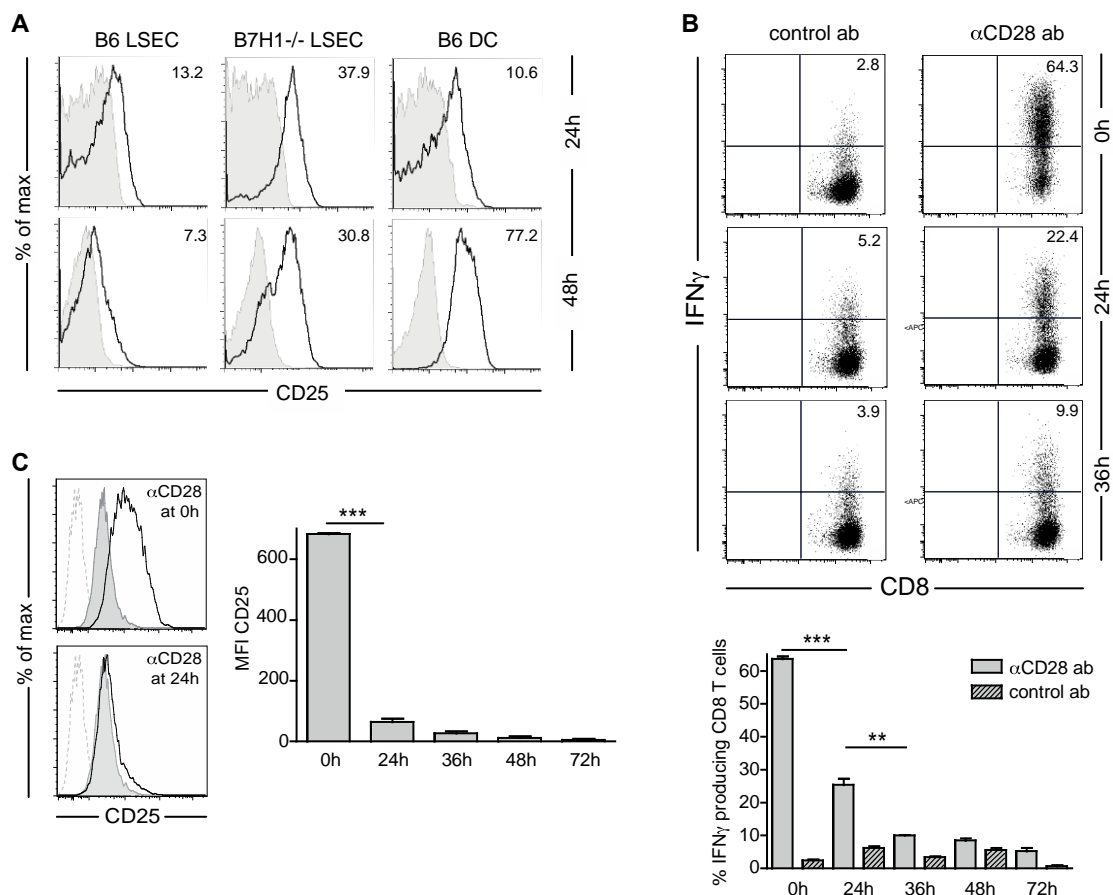 A
B6 LSEC B7H1-/- LSEC B6 DC
13.2 37.9 10.6
24h
7.3 30.8 77.2
48h
% of max
CD25
B
control ab αCD28 ab
2.8 64.3
0h
5.2 22.4
24h
<APC
3.9 9.9
36h
<APC
IFNγ
CD8
C
αCD28
at 0h
αCD28
at 24h
% of max
CD25
***
MFI CD25
600
400
200
0
0h 24h 36h 48h 72h
% IFNγ producing CD8 T cells
***
**
αCD28 ab
control ab
60
50
40
30
20
10
0
0h 24h 36h 48h 72h